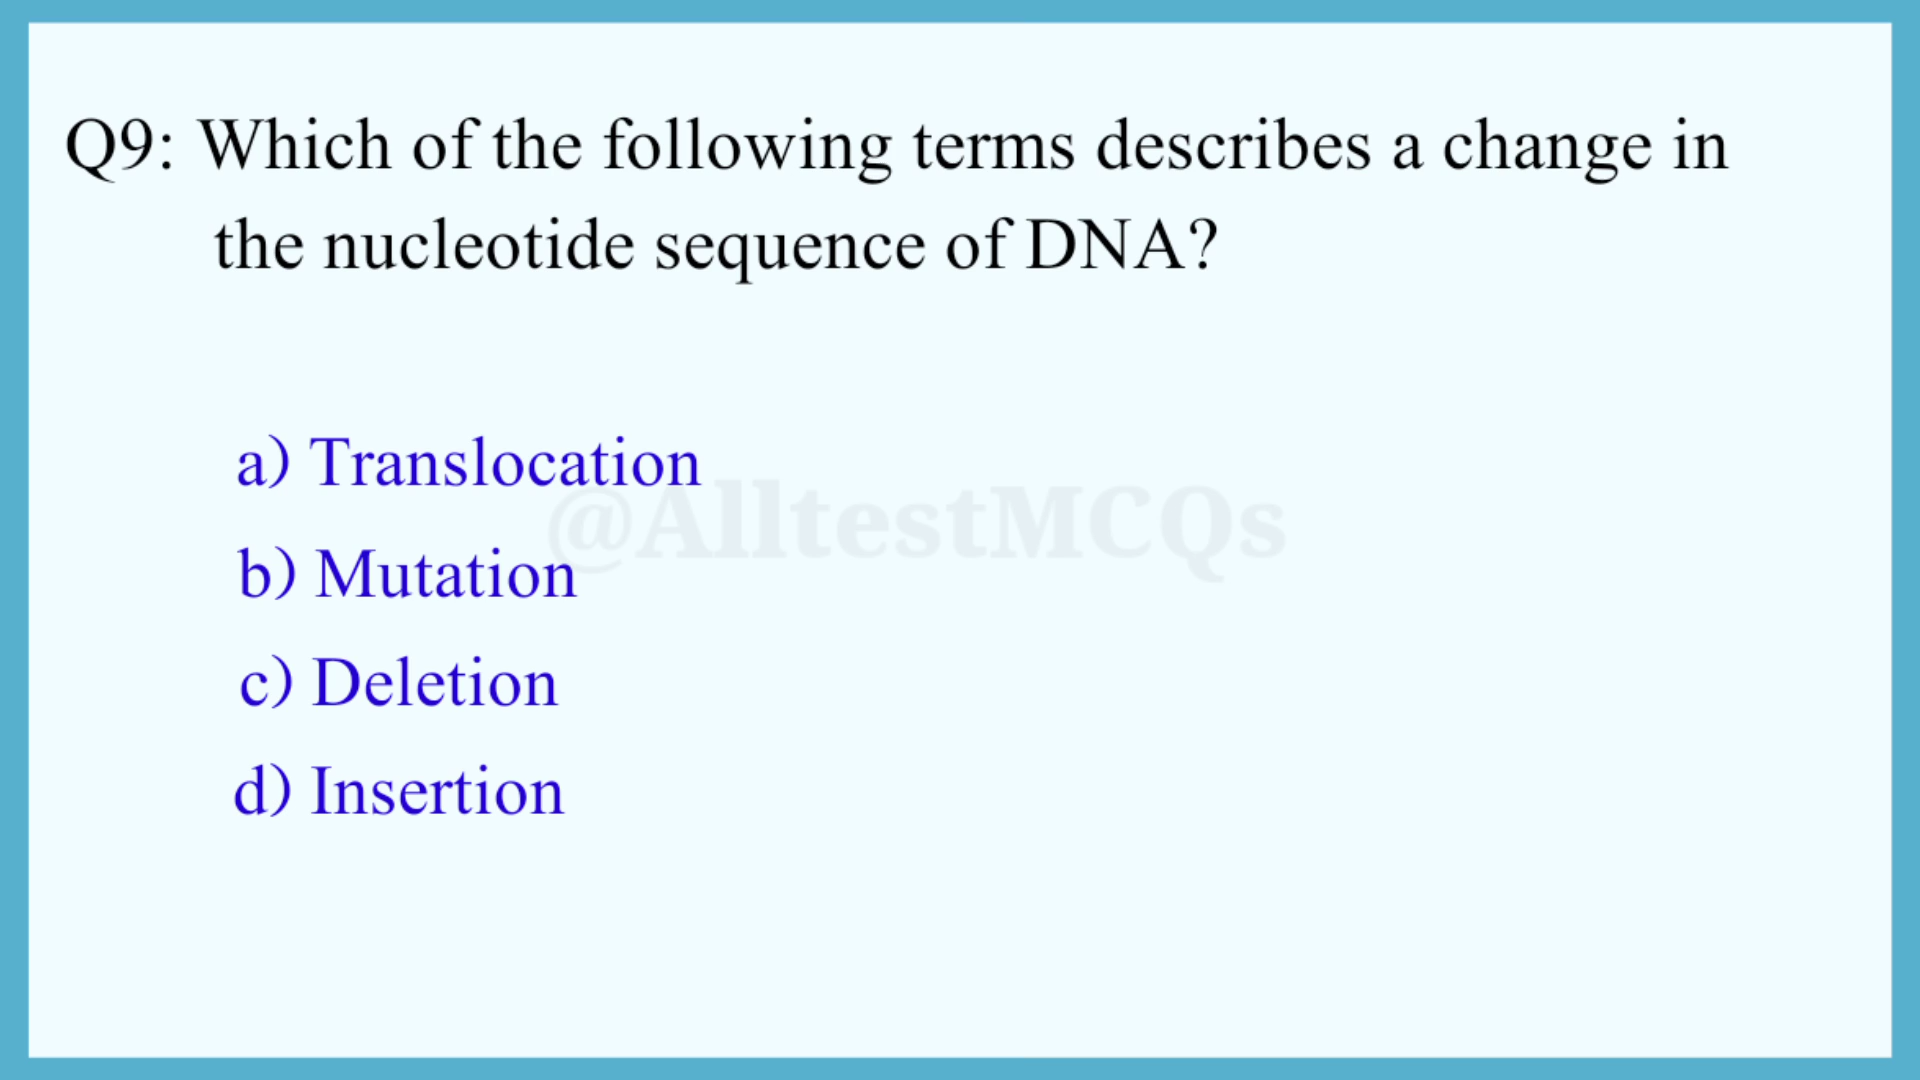 Q9: Which of the following terms describes a change in
the nucleotide sequence of DNA?
a) Translocation
@AlltestMCQs
b) Mutation
c) Deletion
d) Insertion